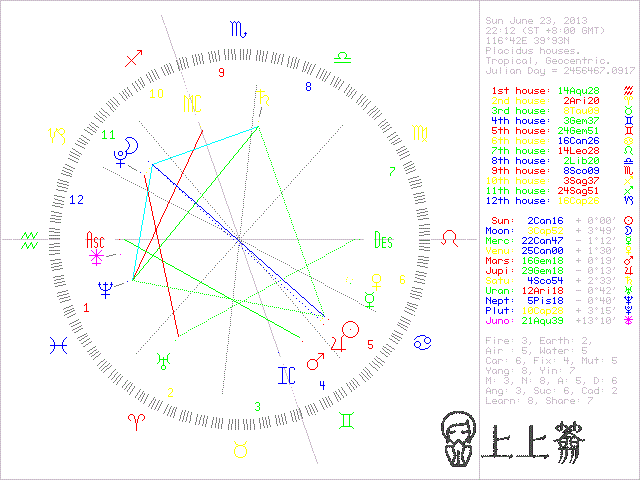 Sun June 23, 2013
22:12 (ST +8:00 GMT)
116°42E 39°93N
Placidus houses.
Tropical, Geocentric.
Julian Day = 2456467.0917
1st house: 14Aqu28
2nd house: 2Ari20
3rd house: 8Tau09
4th house: 3Gem37
5th house: 24Gem51
6th house: 16Can26
7th house: 14Leo28
8th house: 2Lib20
9th house: 8Sco09
10th house: 3Sag37
11th house: 24Sag51
12th house: 16Cap26
Sun: 2Can16 + 0°00'
Moon: + 3°49'
Merc: 22Can47 - 1°12'
Venu: 25Can00 + 1°30'
Mars: 16Gem18 + 0°13'
Jupi: 29Gem18 - 0°13'
Satu: 4Sco54 + 2°33'
Uran: 12Ari18 - 0°42'
Nept: 5Pis18 - 0°40'
Plut: 10Cap28 + 3°15'
Juno: 21Aqu39 +13°10'
Fire: 3, Earth: 2,
Air : 5, Water: 5
Car: 6, Fix: 4, Mut: 5
Yang: 8, Yin: 7
M: 3, N: 8, A: 5, D: 6
Ang: 3, Suc: 6, Cad: 2
Learn: 8, Share: 7
9
8
10
MC
11
7
12
Asc
Des
6
1
5
IC
4
2
3
上上籤